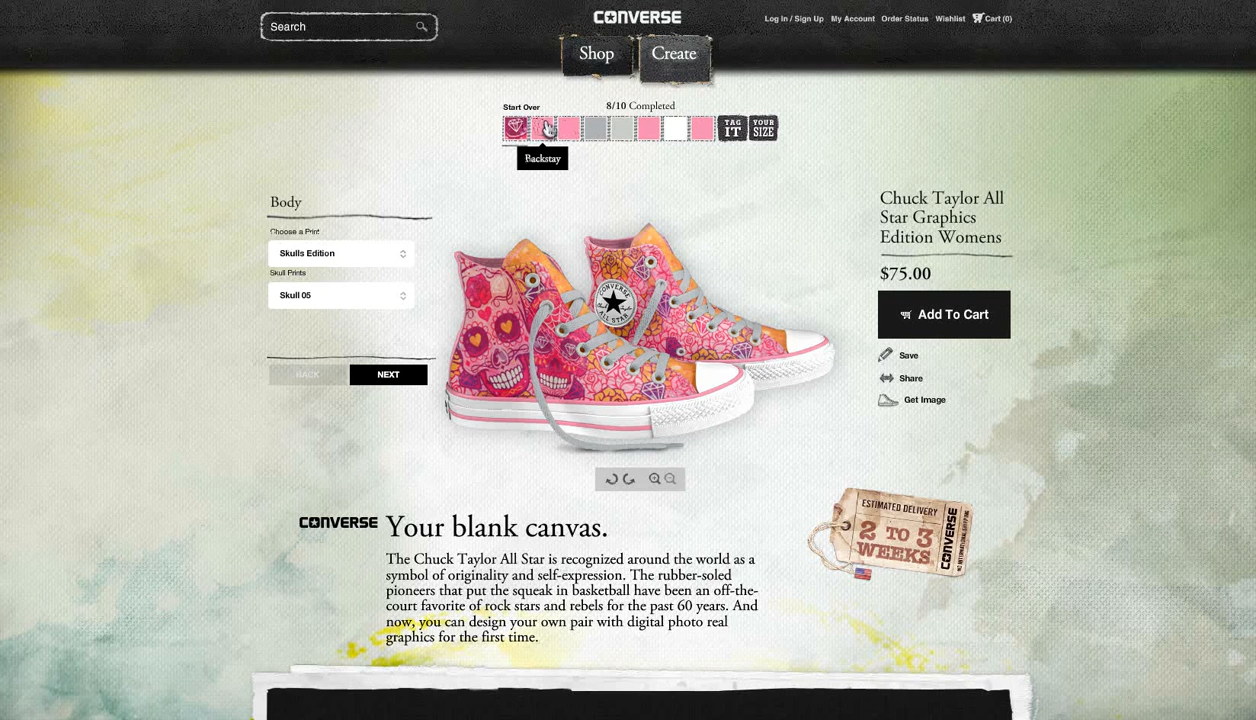 Search
CONVERSE
Log In / Sign Up My Account Order Status Wishlist Cart (0)
Shop Create
Start Over 8/10 Completed
TAG IT
YOUR SIZE
Backstay
Body
Choose a Print
Skulls Edition
Skull Prints
Skull 05
BACK NEXT
CONVERSE
ALL STAR
Chuck Taylor All
Star Graphics
Edition Womens
$75.00
Add To Cart
Save
Share
Get Image
CONVERSE
Your blank canvas.
The Chuck Taylor All Star is recognized around the world as a
symbol of originality and self-expression. The rubber-soled
pioneers that put the squeak in basketball have been an off-the-
court favorite of rock stars and rebels for the past 60 years. And
now, you can design your own pair with digital photo real
graphics for the first time.
ESTIMATED DELIVERY
2 TO 3
WEEKS
CONVERSE
NO INTERNATIONAL SHIPPING